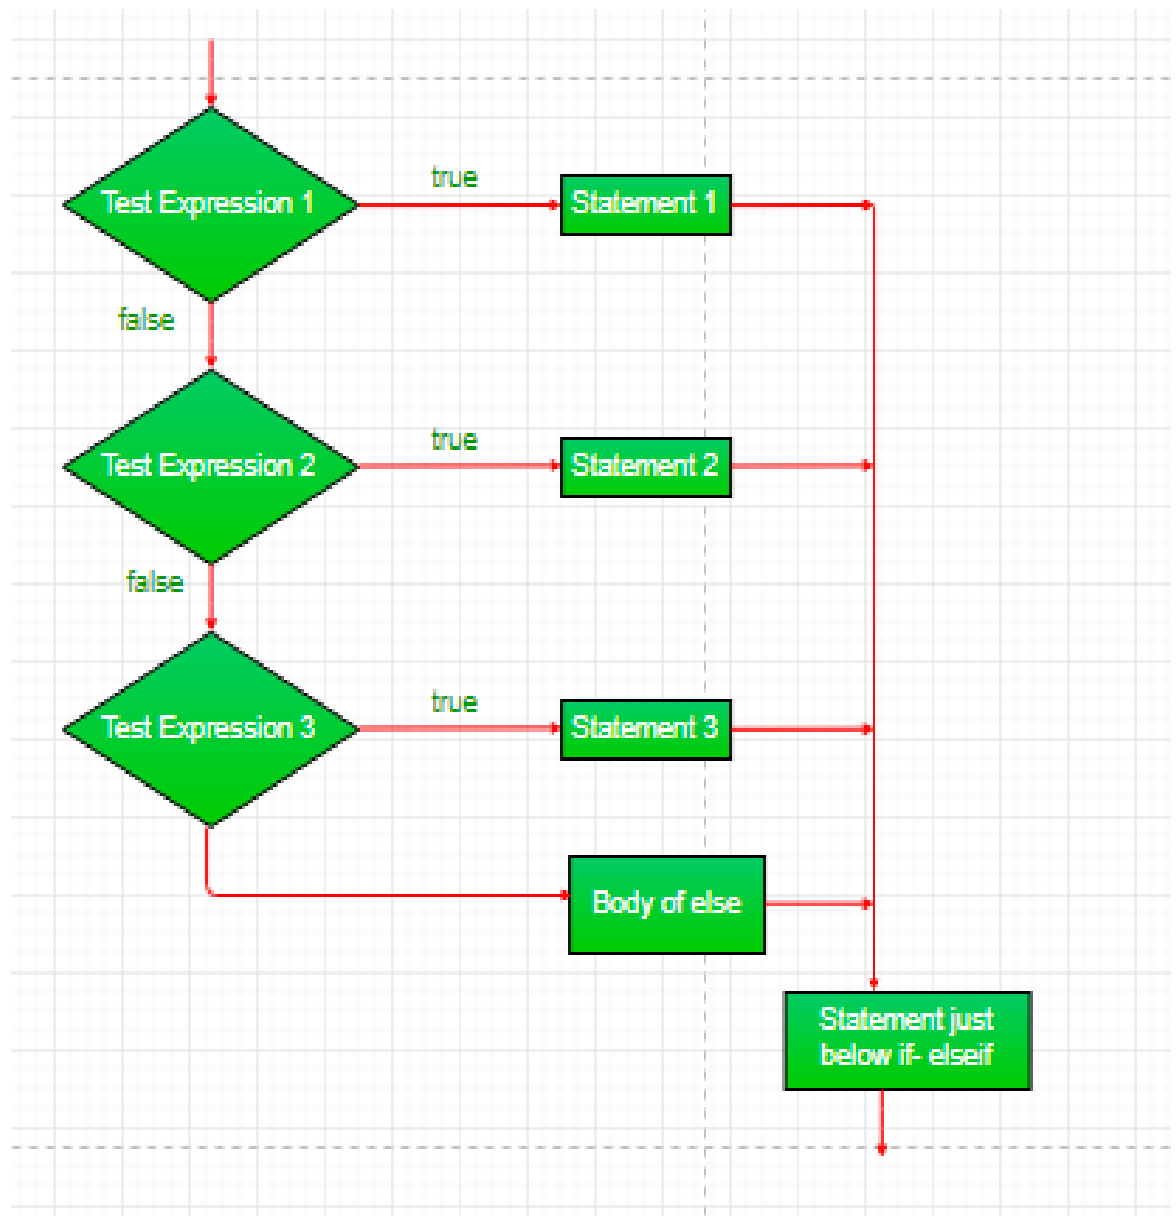 Test Expression 1
true
Statement 1
false
Test Expression 2
true
Statement 2
false
Test Expression 3
true
Statement 3
Body of else
Statement just
below if- elseif